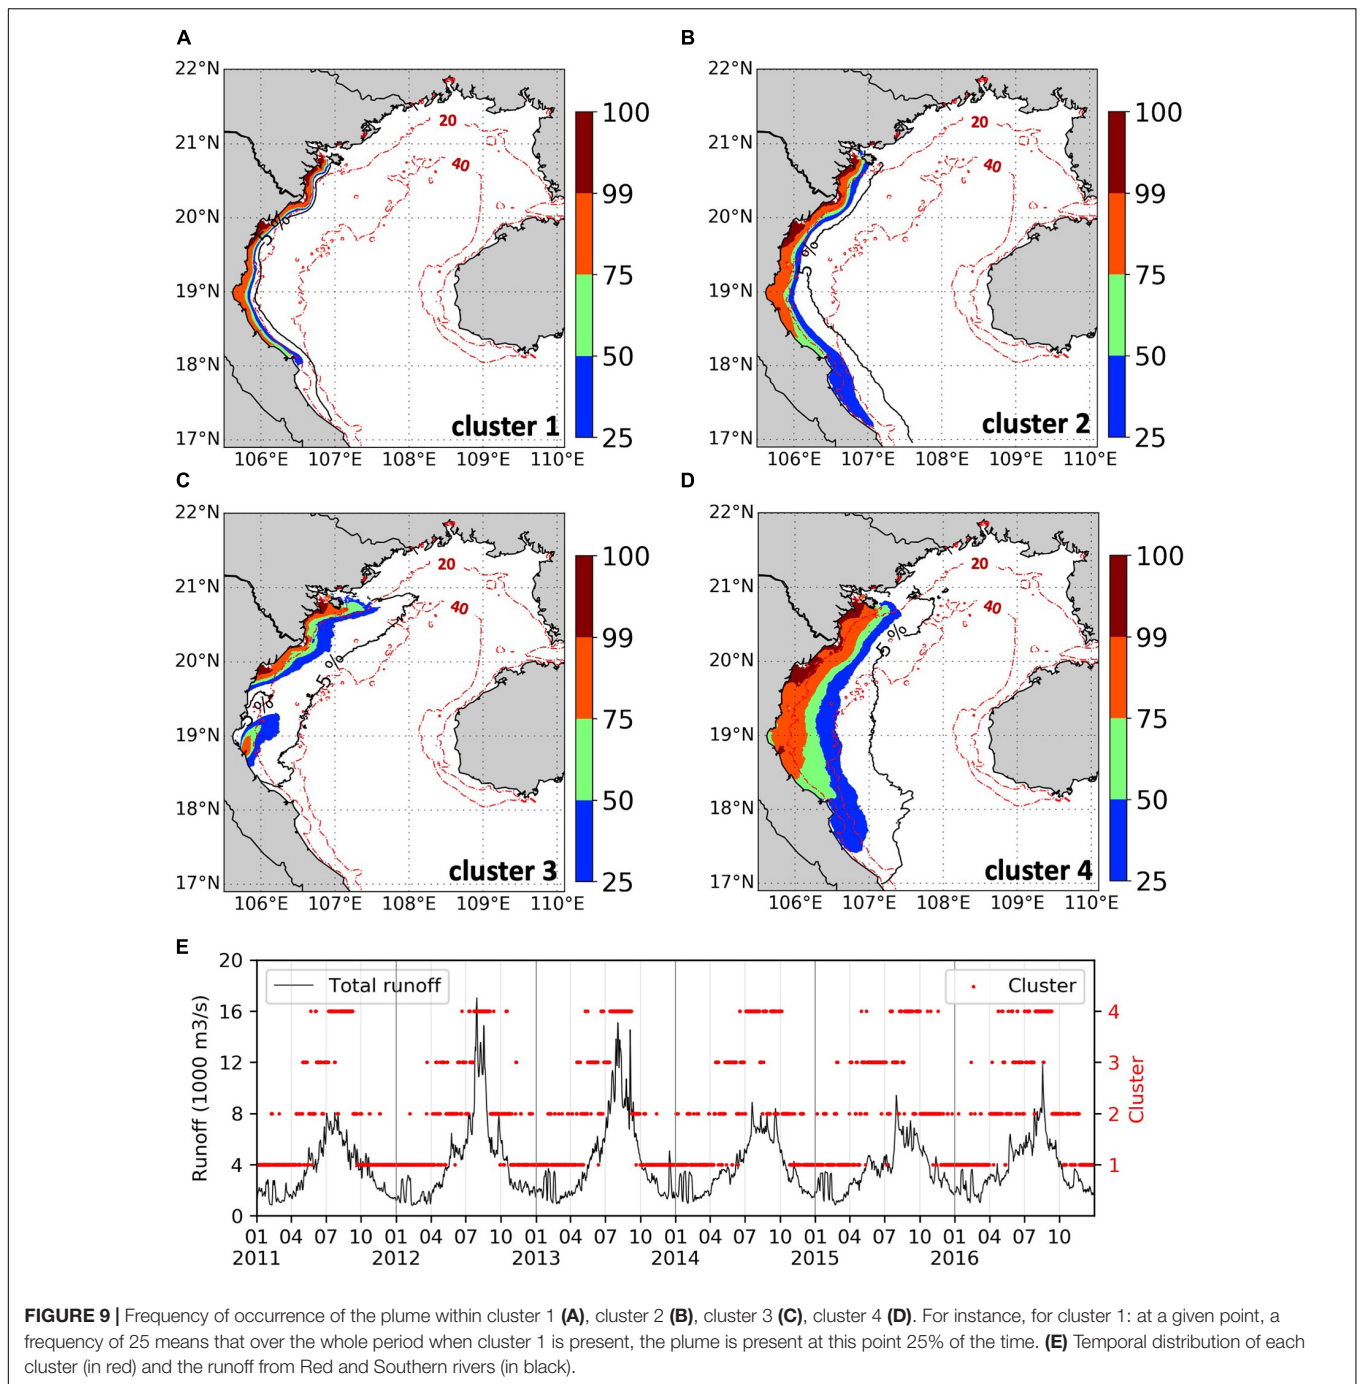 A
B
22°N
21°N
20°N
19°N
18°N
17°N
106°E 107°E 108°E 109°E 110°E
20
40
5%
cluster 1
100
99
75
50
25
22°N
21°N
20°N
19°N
18°N
17°N
106°E 107°E 108°E 109°E 110°E
20
40
5%
cluster 2
100
99
75
50
25
C
D
22°N
21°N
20°N
19°N
18°N
17°N
106°E 107°E 108°E 109°E 110°E
20
40
5%
5%
cluster 3
100
99
75
50
25
22°N
21°N
20°N
19°N
18°N
17°N
106°E 107°E 108°E 109°E 110°E
20
40
5%
cluster 4
100
99
75
50
25
E
Runoff (1000 m3/s)
20
16
12
8
4
0
Total runoff
Cluster
4
3
2
1
Cluster
01 04 07 10 01 04 07 10 01 04 07 10 01 04 07 10 01 04 07 10 01 04 07 10
2011 2012 2013 2014 2015 2016
FIGURE 9 | Frequency of occurrence of the plume within cluster 1 (A), cluster 2 (B), cluster 3 (C), cluster 4 (D). For instance, for cluster 1: at a given point, a
frequency of 25 means that over the whole period when cluster 1 is present, the plume is present at this point 25% of the time. (E) Temporal distribution of each
cluster (in red) and the runoff from Red and Southern rivers (in black).